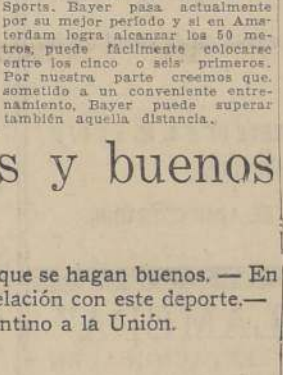 Sports. Bayer pasa actualmente
por su mejor período y si en Ams-
terdam logra alcanzar los 50 me-
tros, puede fácilmente colocarse
entre los cinco o seis primeros.
Por nuestra parte creemos que,
sometido a un conveniente entre-
namiento, Bayer puede superar
también aquella distancia.
s y buenos
que se hagan buenos. — En
elación con este deporte.—
ntino a la Unión.